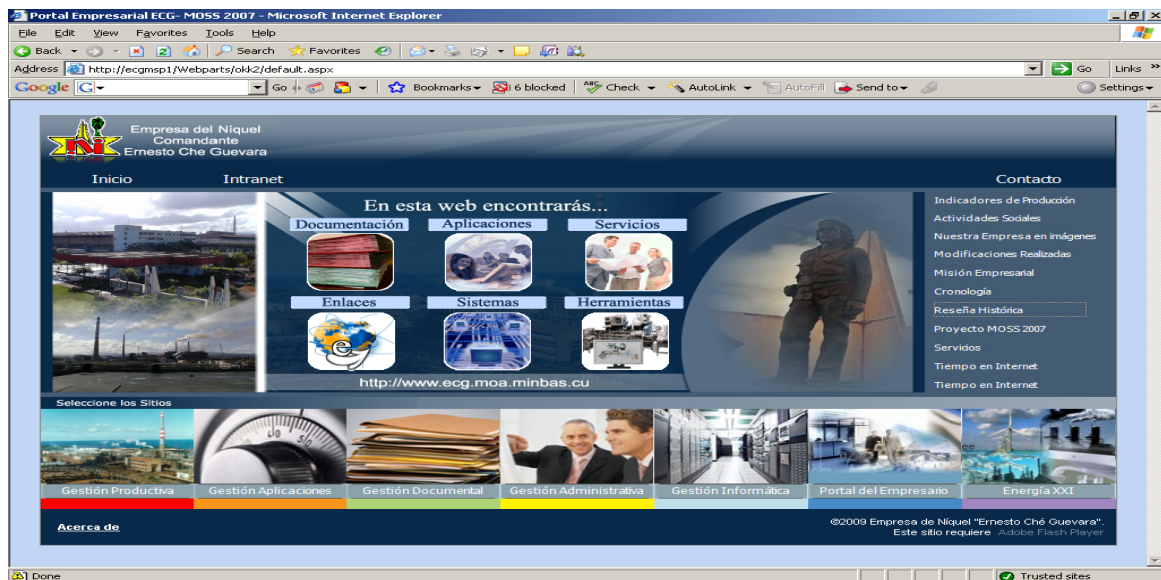 Portal Empresarial ECG- MOSS 2007 - Microsoft Internet Explorer
File Edit View Favorites Tools Help
Back Search Favorites
Address http://ecgmsp1/Webparts/okk2/default.aspx Go Links »
Google G Go Bookmarks 6 blocked ABC Check AutoLink AutoFill Send to Settings
Ni
Empresa del Níquel
Comandante
Ernesto Che Guevara
Inicio Intranet Contacto
En esta web encontrarás...
Documentación Aplicaciones Servicios
Enlaces Sistemas Herramientas
e
http://www.ecg.moa.minbas.cu
Indicadores de Producción
Actividades Sociales
Nuestra Empresa en imágenes
Modificaciones Realizadas
Misión Empresarial
Cronología
Reseña Histórica
Proyecto MOSS 2007
Servicios
Tiempo en Internet
Tiempo en Internet
Seleccione los Sitios
40 50
Gestión Productiva Gestión Aplicaciones Gestión Documental Gestión Administrativa Gestión Informática Portal del Empresario Energía XXI
Acerca de
©2009 Empresa de Níquel "Ernesto Ché Guevara".
Este sitio requiere Adobe Flash Player
Done Trusted sites